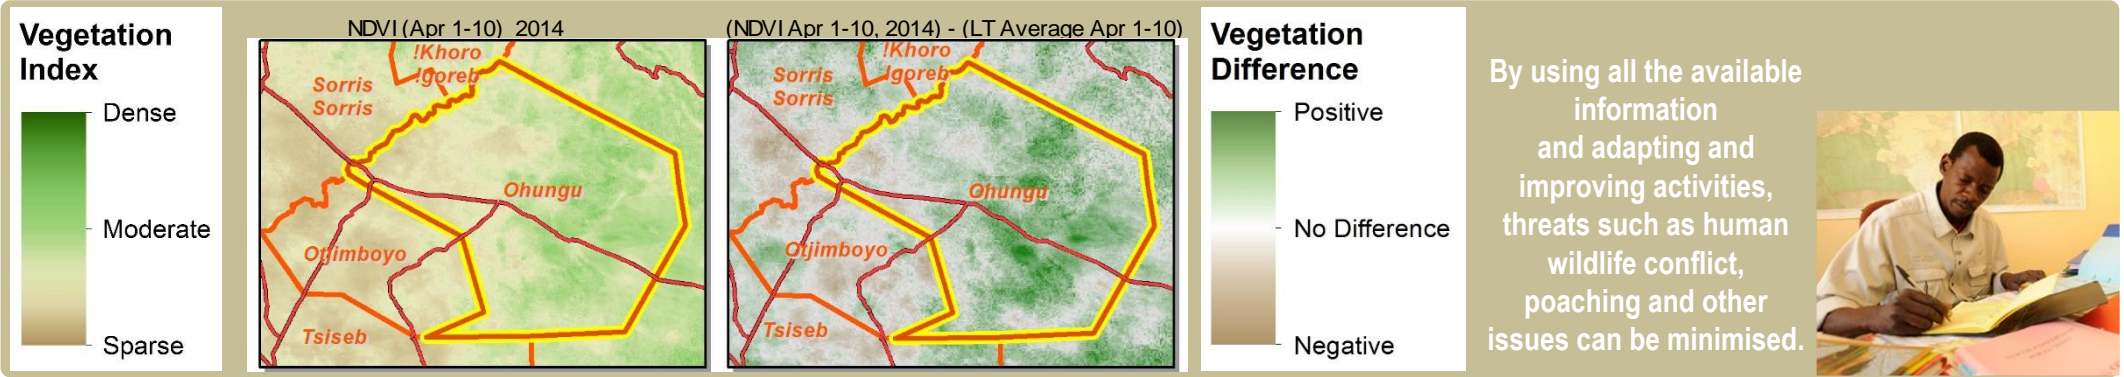 Vegetation
Index
Dense
Moderate
Sparse
NDVI (Apr 1-10) 2014
!Khoro
!goreb
Sorris
Sorris
Ohungu
Otjimboyo
Tsiseb
(NDVI Apr 1-10, 2014) - (LT Average Apr 1-10)
!Khoro
!goreb
Sorris
Sorris
Ohungu
Otjimboyo
Tsiseb
Vegetation
Difference
Positive
No Difference
Negative
By using all the available
information
and adapting and
improving activities,
threats such as human
wildlife conflict,
poaching and other
issues can be minimised.